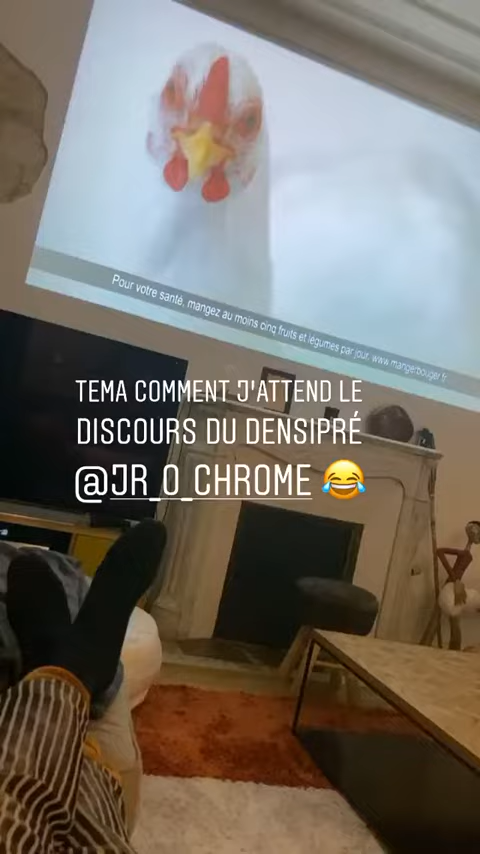 Pour votre santé, mangez au moins cinq fruits et légumes par jour. www.mangerbouger.fr
TEMA COMMENT J'ATTEND LE
DISCOURS DU DENSIPRÉ
@JR_O_CHROME 😂